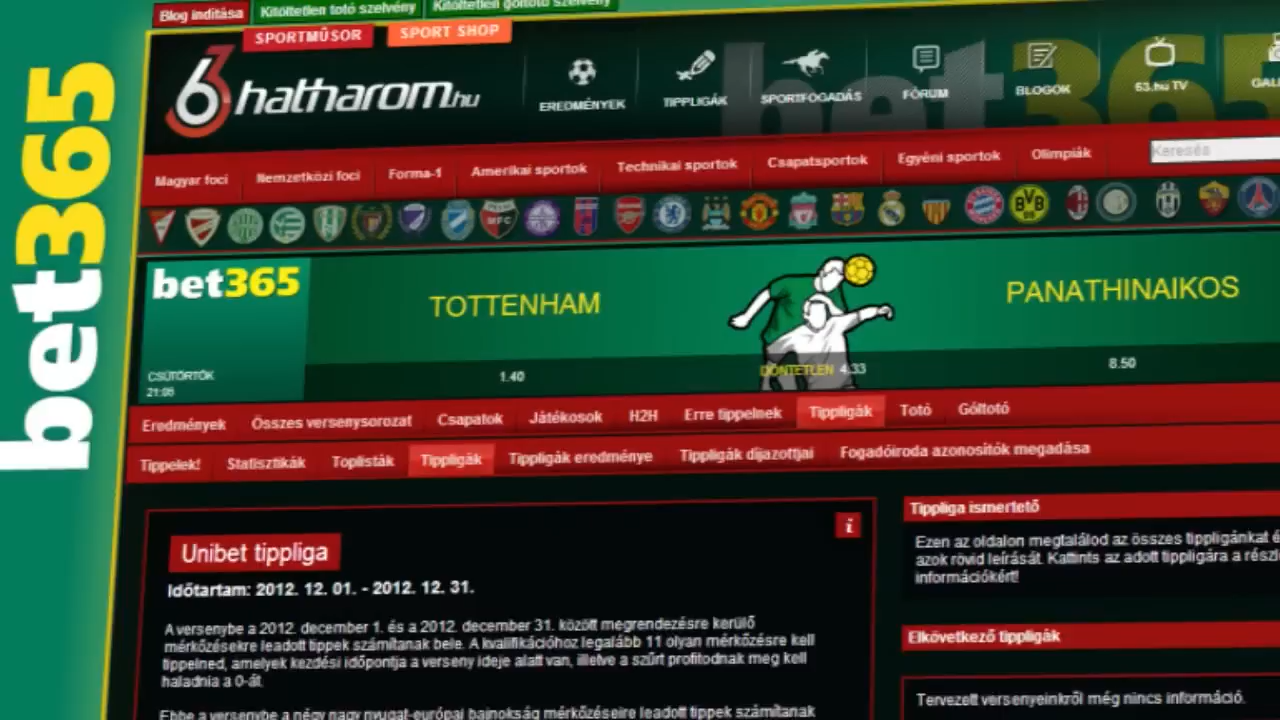 Blog indítása
Kitöltetlen totó szelvény
Kitöltetlen góltotó szelvény
SPORTMŰSOR
SPORT SHOP
63 hatharom.hu
EREDMÉNYEK
TIPPLIGÁK
SPORTFOGADÁS
FÓRUM
BLOGOK
63.hu TV
bet365
bet365
Magyar foci
Nemzetközi foci
Forma-1
Amerikai sportok
Technikai sportok
Csapatsportok
Egyéni sportok
Olimpiák
Keresés
bet365
TOTTENHAM
PANATHINAIKOS
CSÜTÖRTÖK
21:05
1.40
DÖNTETLEN 4.33
8.50
Eredmények
Összes versenysorozat
Csapatok
Játékosok
H2H
Erre tippelnek
Tippligák
Totó
Góltotó
Tippelek!
Statisztikák
Toplisták
Tippligák
Tippligák eredménye
Tippligák díjazottjai
Fogadóiroda azonosítók megadása
i
Unibet tippliga
Időtartam: 2012. 12. 01. - 2012. 12. 31.
A versenybe a 2012. december 1. és a 2012. december 31. között megrendezésre kerülő
mérkőzésekre leadott tippek számítanak bele. A kvalifikációhoz legalább 11 olyan mérkőzésre kell
tippelned, amelyek kezdési időpontja a verseny ideje alatt van, illetve a szűrt profitodnak meg kell
haladnia a 0-át.
Ebbe a versenybe a négy nagy nyugat-európai bajnokság mérkőzéseire leadott tippek számítanak
Tippliga ismertető
Ezen az oldalon megtalálod az összes tippligánkat é
azok rövid leírását. Kattints az adott tippligára a részl
információkért!
Elkövetkező tippligák
Tervezett versenyeinkről még nincs információ.